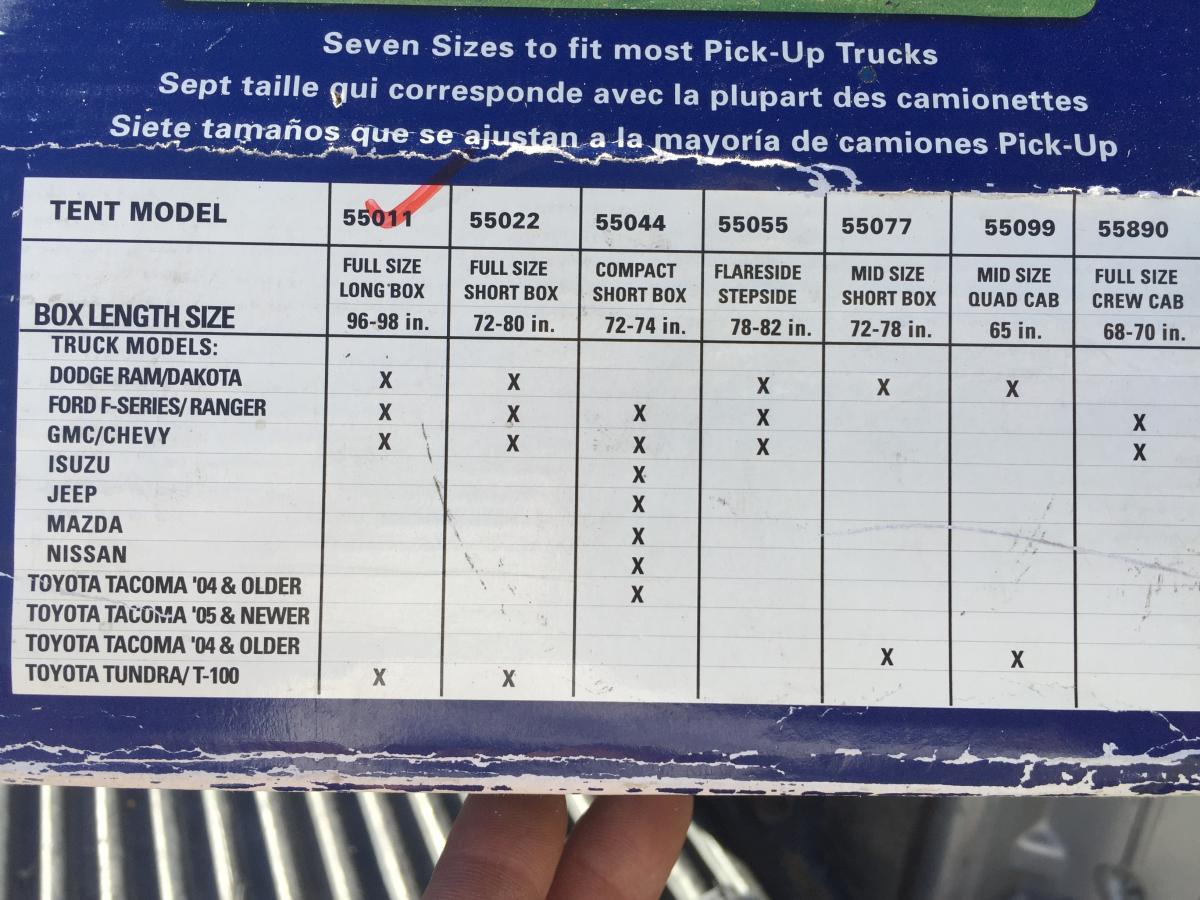 Seven Sizes to fit most Pick-Up Trucks
Sept taille qui corresponde avec la plupart des camionettes
Siete tamaños que se ajustan a la mayoría de camiones Pick-Up
TENT MODEL 55011 55022 55044 55055 55077 55099 55890
FULL SIZE FULL SIZE COMPACT FLARESIDE MID SIZE MID SIZE FULL SIZE
LONG BOX SHORT BOX SHORT BOX STEPSIDE SHORT BOX QUAD CAB CREW CAB
BOX LENGTH SIZE 96-98 in. 72-80 in. 72-74 in. 78-82 in. 72-78 in. 65 in. 68-70 in.
TRUCK MODELS:
DODGE RAM/DAKOTA X X X X X
FORD F-SERIES/ RANGER X X X X X
GMC/CHEVY X X X X X
ISUZU X
JEEP X
MAZDA X
NISSAN X
TOYOTA TACOMA '04 & OLDER X
TOYOTA TACOMA '05 & NEWER
TOYOTA TACOMA '04 & OLDER X X
TOYOTA TUNDRA/ T-100 X X